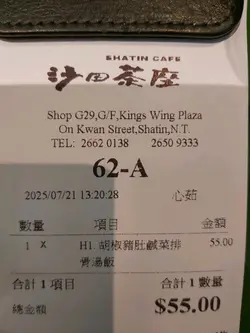 SHATIN CAFE
沙田茶座
Shop G29,G/F,Kings Wing Plaza
On Kwan Street,Shatin,N.T.
TEL: 2662 0138 2650 9333
62-A
2025/07/21 13:20:28 心茹
數量 項目 金額
1 X H1 胡椒豬肚鹹菜排 55.00
骨湯飯
合計 1 項目 合計 $55.00
總金額 $55.00